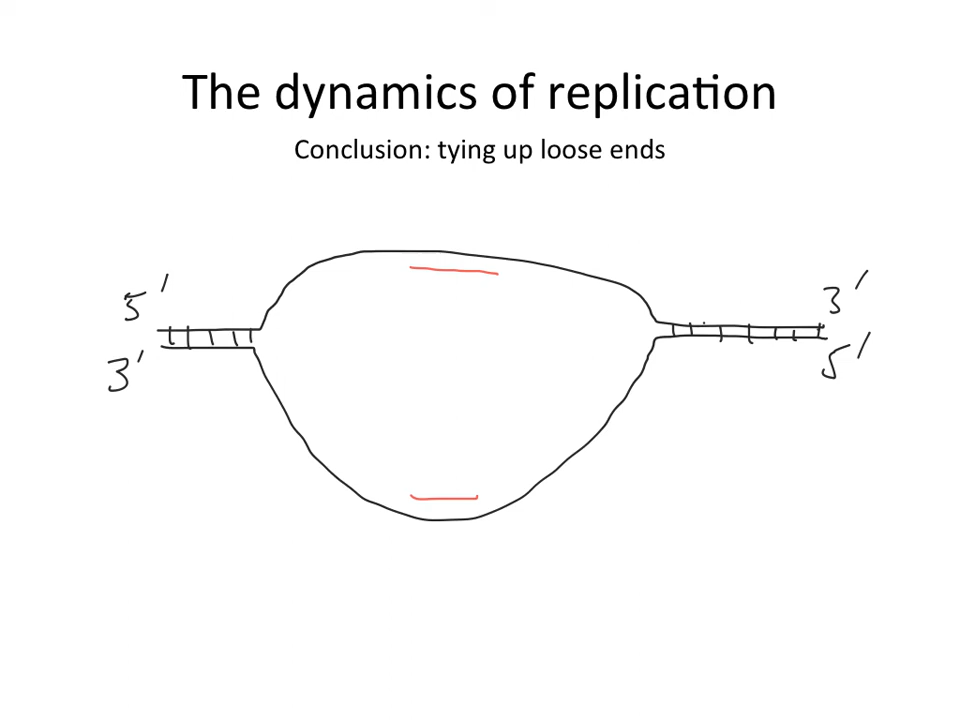 The dynamics of replication
Conclusion: tying up loose ends
5' 3'
3' 5'